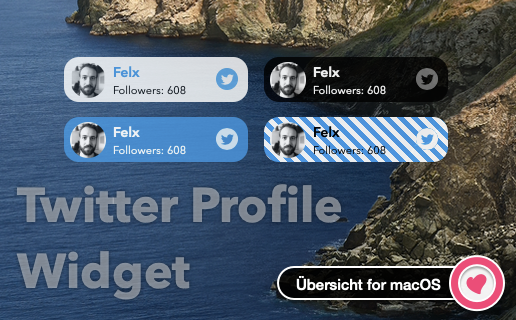 Felx
Followers: 608
Felx
Followers: 608
Felx
Followers: 608
Felx
Followers: 608
Twitter Profile
Widget
Übersicht for macOS